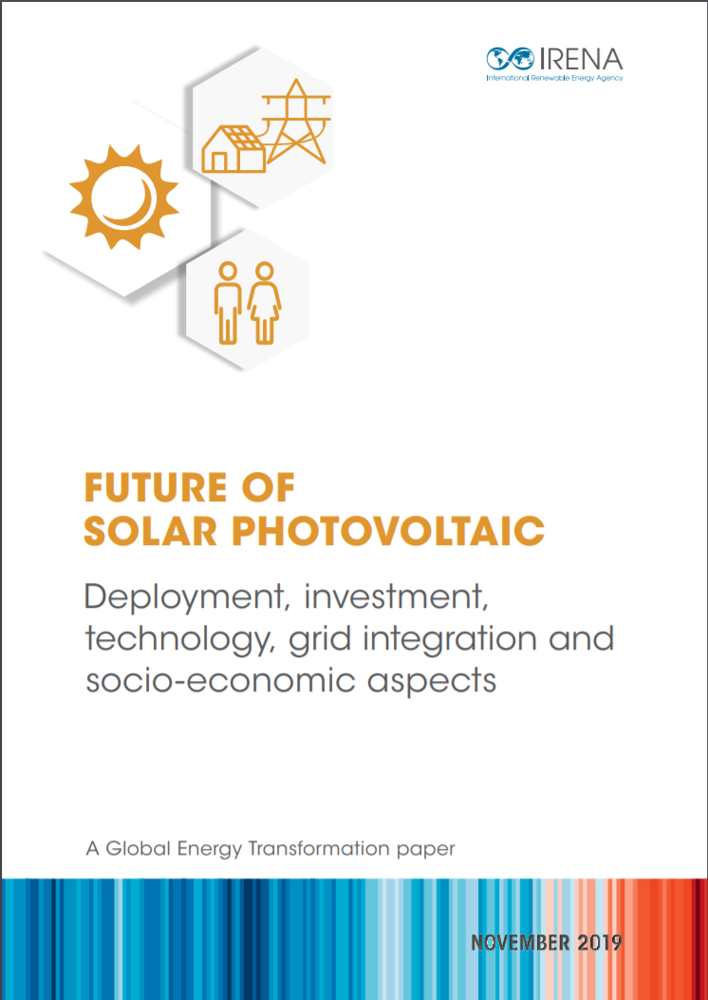 IRENA
International Renewable Energy Agency
FUTURE OF
SOLAR PHOTOVOLTAIC
Deployment, investment,
technology, grid integration and
socio-economic aspects
A Global Energy Transformation paper
NOVEMBER 2019